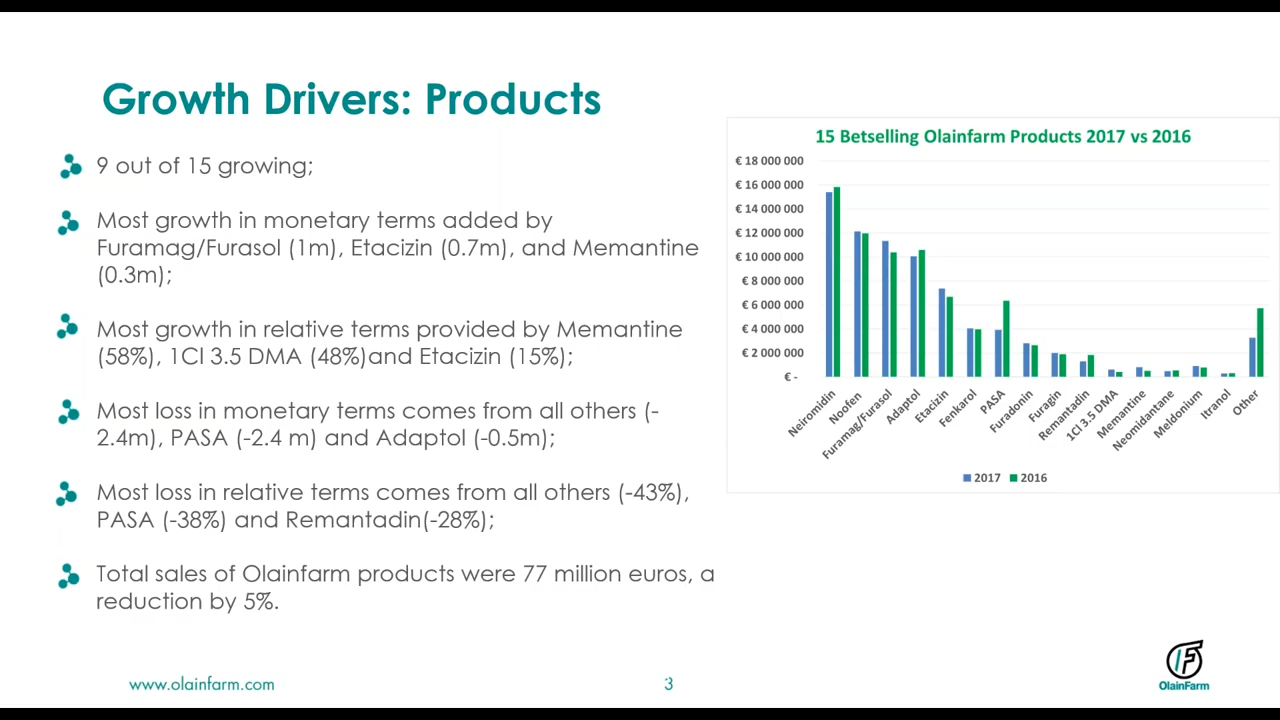 Growth Drivers: Products
9 out of 15 growing;
Most growth in monetary terms added by
Furamag/Furasol (1m), Etacizin (0.7m), and Memantine
(0.3m);
Most growth in relative terms provided by Memantine
(58%), 1Cl 3.5 DMA (48%)and Etacizin (15%);
Most loss in monetary terms comes from all others (-
2.4m), PASA (-2.4 m) and Adaptol (-0.5m);
Most loss in relative terms comes from all others (-43%),
PASA (-38%) and Remantadin(-28%);
Total sales of Olainfarm products were 77 million euros, a
reduction by 5%.
15 Betselling Olainfarm Products 2017 vs 2016
€ 18 000 000
€ 16 000 000
€ 14 000 000
€ 12 000 000
€ 10 000 000
€ 8 000 000
€ 6 000 000
€ 4 000 000
€ 2 000 000
€ -
Neiromidin
Noofen
Furamag/Furasol
Adaptol
Etacizin
Fenkarol
PASA
Furadonin
Furagin
Remantadin
1Cl 3.5 DMA
Memantine
Neomidantane
Meldonium
Itranol
Other
2017 2016
www.olainfarm.com
3
OlainFarm